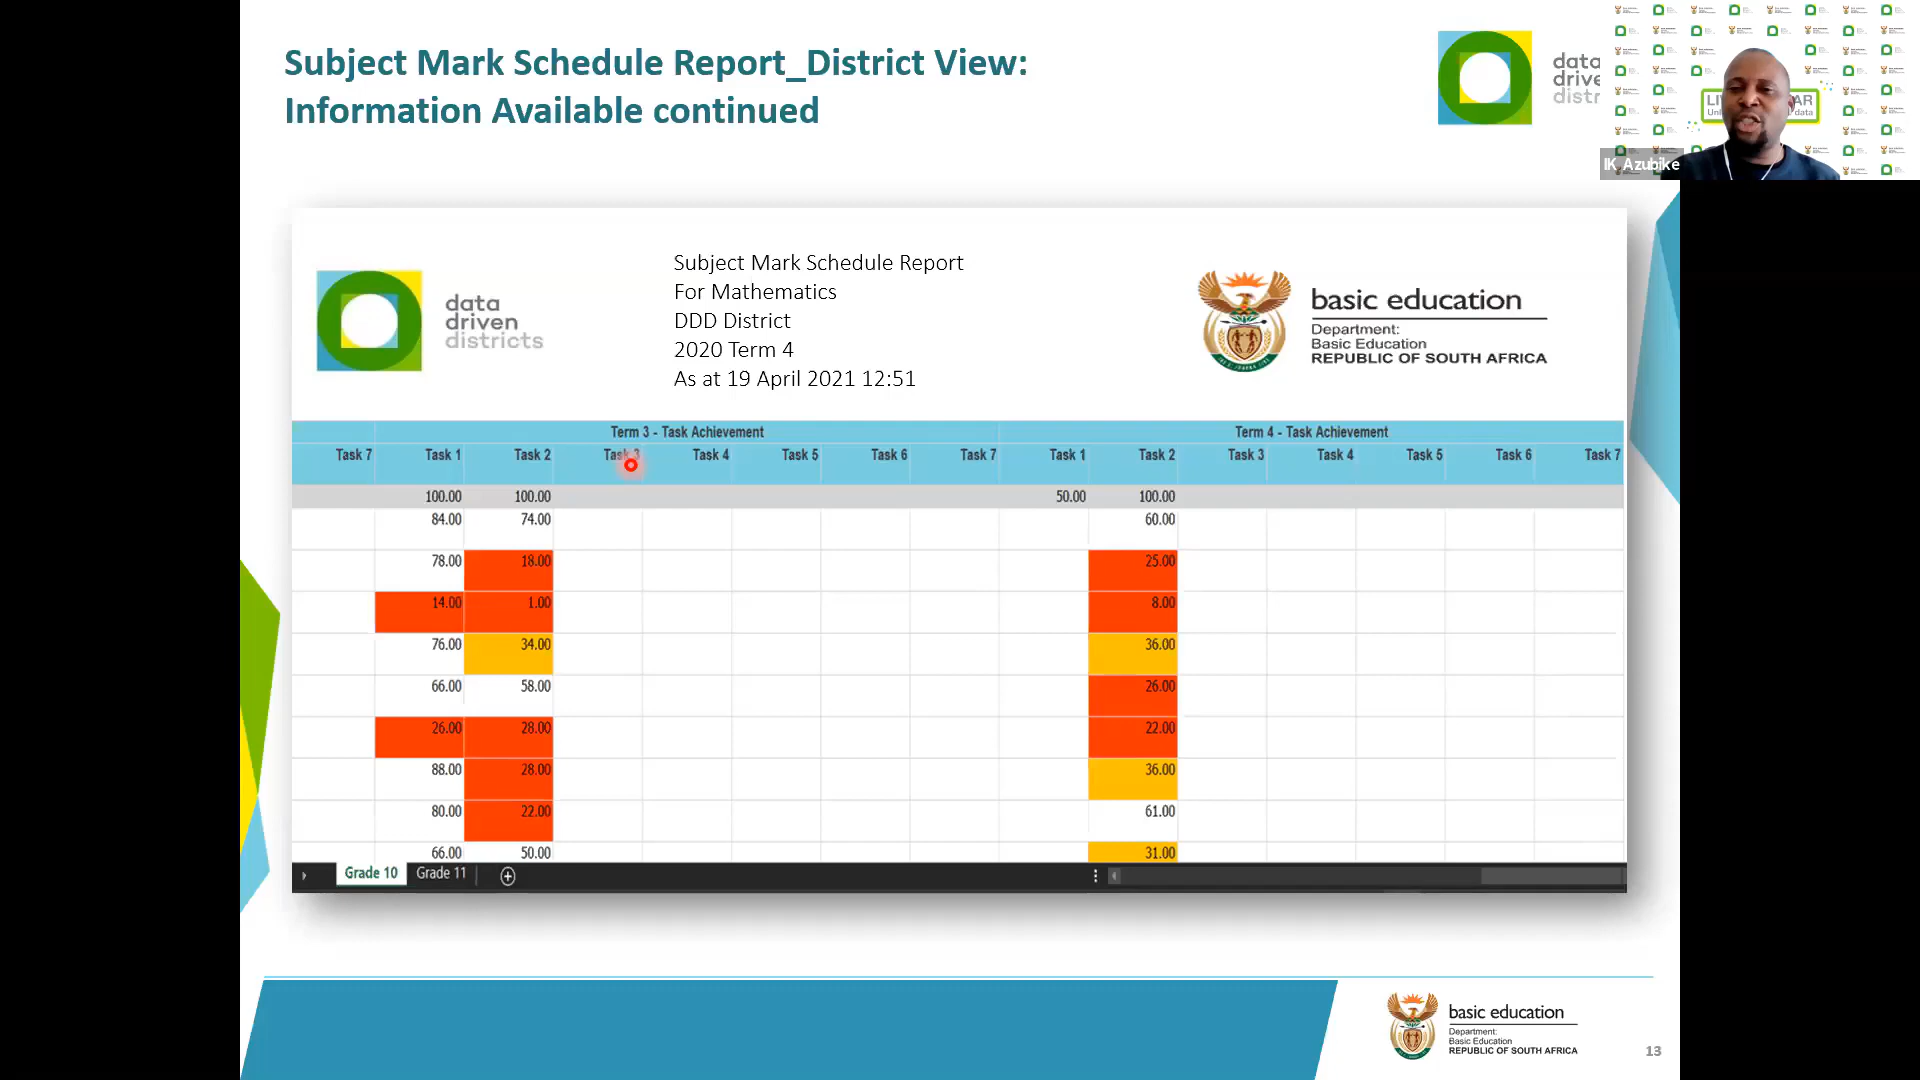 Subject Mark Schedule Report_District View:
Information Available continued
data
drive
distr
IK Azubike
data
driven
districts
Subject Mark Schedule Report
For Mathematics
DDD District
2020 Term 4
As at 19 April 2021 12:51
basic education
Department:
Basic Education
REPUBLIC OF SOUTH AFRICA
Term 3 - Task Achievement Term 4 - Task Achievement
Task 7 Task 1 Task 2 Task 3 Task 4 Task 5 Task 6 Task 7 Task 1 Task 2 Task 3 Task 4 Task 5 Task 6 Task 7
100.00 100.00 50.00 100.00
84.00 74.00 60.00
78.00 18.00 25.00
14.00 1.00 8.00
76.00 34.00 36.00
66.00 58.00 26.00
26.00 28.00 22.00
88.00 28.00 36.00
80.00 22.00 61.00
66.00 50.00 31.00
Grade 10 Grade 11
basic education
Department:
Basic Education
REPUBLIC OF SOUTH AFRICA
13